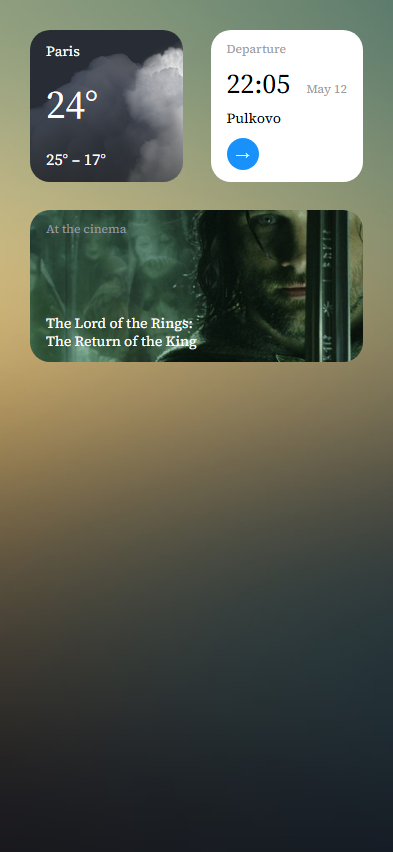 Paris
24°
25° – 17°
Departure
22:05 May 12
Pulkovo
→
At the cinema
The Lord of the Rings:
The Return of the King